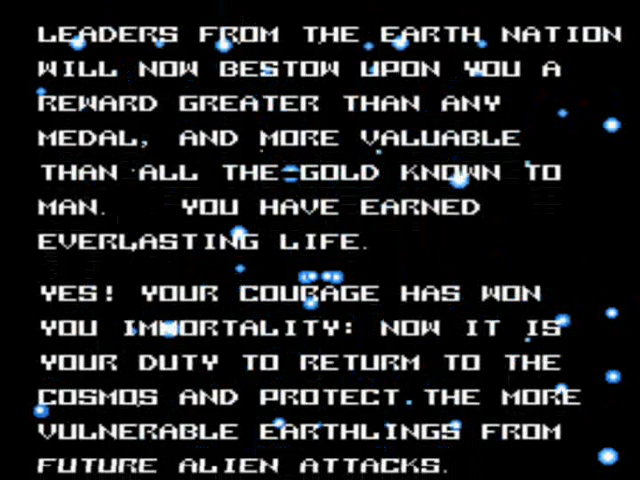 LEADERS FROM THE EARTH NATION
WILL NOW BESTOW UPON YOU A
REWARD GREATER THAN ANY
MEDAL, AND MORE VALUABLE
THAN ALL THE GOLD KNOWN TO
MAN. YOU HAVE EARNED
EVERLASTING LIFE.
YES! YOUR COURAGE HAS WON
YOU IMMORTALITY: NOW IT IS
YOUR DUTY TO RETURM TO THE
COSMOS AND PROTECT THE MORE
VULNERABLE EARTHLINGS FROM
FUTURE ALIEN ATTACKS.